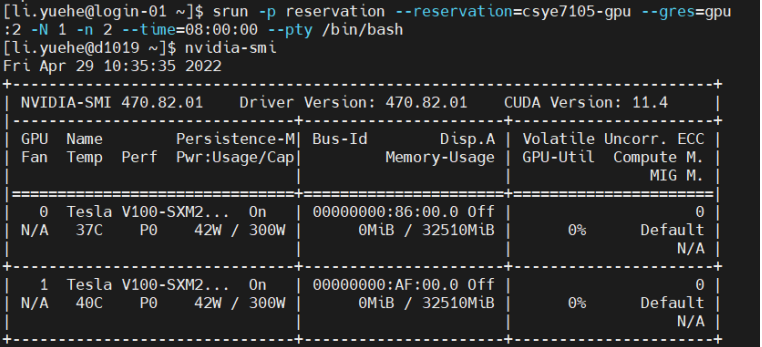 [li.yuehe@login-01 ~]$ srun -p reservation --reservation=csye7105-gpu --gres=gpu
:2 -N 1 -n 2 --time=08:00:00 --pty /bin/bash
[li.yuehe@d1019 ~]$ nvidia-smi
Fri Apr 29 10:35:35 2022
+-----------------------------------------------------------------------------+
| NVIDIA-SMI 470.82.01    Driver Version: 470.82.01    CUDA Version: 11.4     |
|-------------------------------+----------------------+----------------------+
| GPU  Name        Persistence-M| Bus-Id        Disp.A | Volatile Uncorr. ECC |
| Fan  Temp  Perf  Pwr:Usage/Cap|         Memory-Usage | GPU-Util  Compute M. |
|                               |                      |               MIG M. |
|===============================+======================+======================|
|   0  Tesla V100-SXM2...  On   | 00000000:86:00.0 Off |                    0 |
| N/A   37C    P0    42W / 300W |      0MiB / 32510MiB |      0%      Default |
|                               |                      |                  N/A |
+-------------------------------+----------------------+----------------------+
|   1  Tesla V100-SXM2...  On   | 00000000:AF:00.0 Off |                    0 |
| N/A   40C    P0    42W / 300W |      0MiB / 32510MiB |      0%      Default |
|                               |                      |                  N/A |
+-------------------------------+----------------------+----------------------+